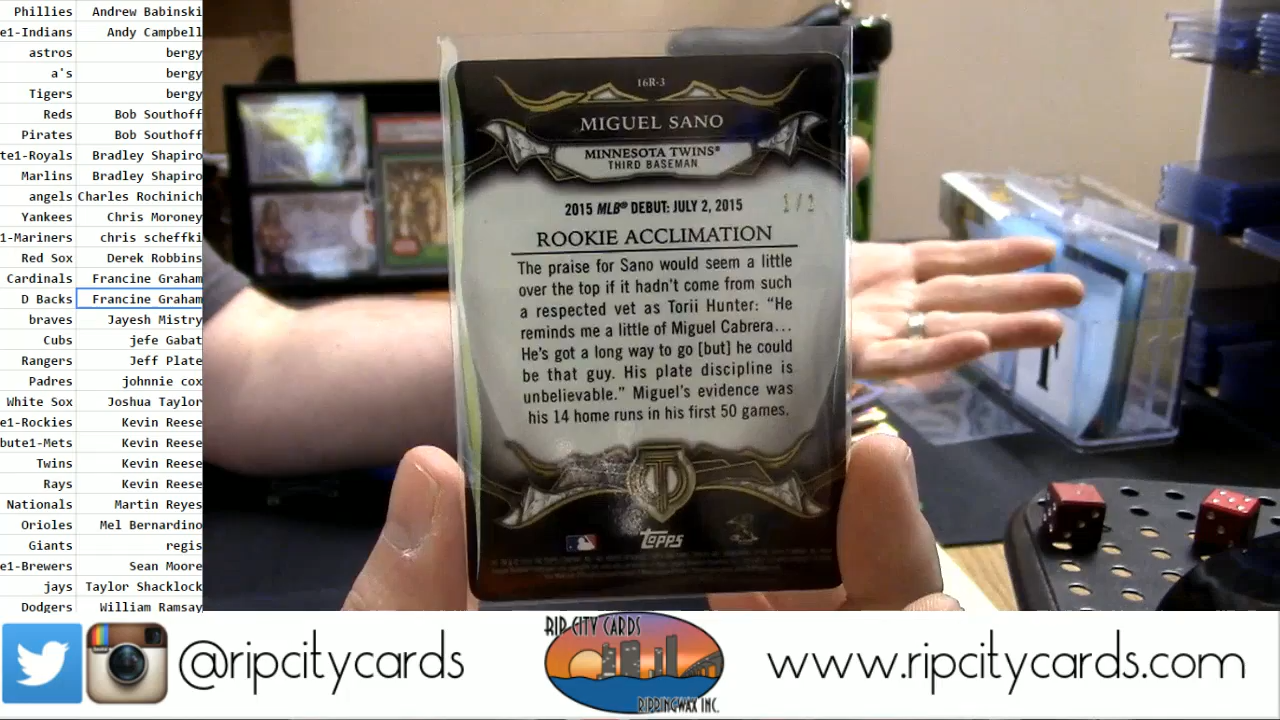 Phillies Andrew Babinski
te1-Indians Andy Campbell
astros bergy
a's bergy
Tigers bergy
Reds Bob Southoff
Pirates Bob Southoff
te1-Royals Bradley Shapiro
Marlins Bradley Shapiro
angels Charles Rochinich
Yankees Chris Moroney
1-Mariners chris scheffki
Red Sox Derek Robbins
Cardinals Francine Graham
D Backs Francine Graham
braves Jayesh Mistry
Cubs jefe Gabat
Rangers Jeff Plate
Padres johnnie cox
White Sox Joshua Taylor
e1-Rockies Kevin Reese
bute1-Mets Kevin Reese
Twins Kevin Reese
Rays Kevin Reese
Nationals Martin Reyes
Orioles Mel Bernardino
Giants regis
e1-Brewers Sean Moore
jays Taylor Shacklock
Dodgers William Ramsay
16R-3
MIGUEL SANO
MINNESOTA TWINS®
THIRD BASEMAN
2015 MLB® DEBUT: JULY 2, 2015
1/2
ROOKIE ACCLIMATION
The praise for Sano would seem a little
over the top if it hadn't come from such
a respected vet as Torii Hunter: "He
reminds me a little of Miguel Cabrera...
He's got a long way to go [but] he could
be that guy. His plate discipline is
unbelievable." Miguel's evidence was
his 14 home runs in his first 50 games.
Topps
@ripcitycards
RIP CITY CARDS
RIPPINGWAX INC.
www.ripcitycards.com